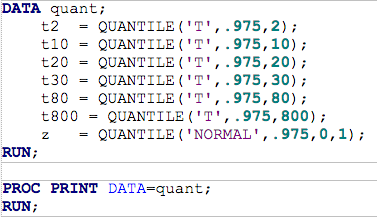 DATA quant;
t2 = QUANTILE('T',.975,2);
t10 = QUANTILE('T',.975,10);
t20 = QUANTILE('T',.975,20);
t30 = QUANTILE('T',.975,30);
t80 = QUANTILE('T',.975,80);
t800 = QUANTILE('T',.975,800);
z = QUANTILE('NORMAL',.975,0,1);
RUN;
PROC PRINT DATA=quant;
RUN;